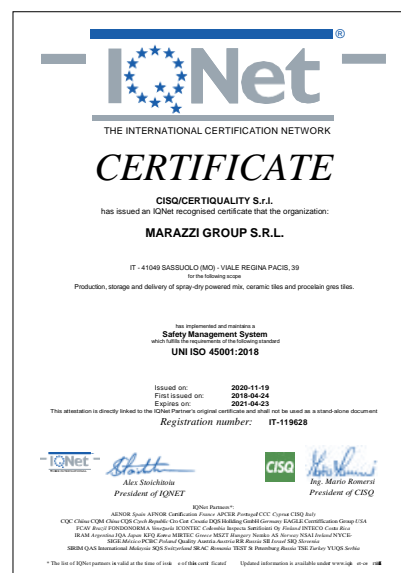 IQNet ®
THE INTERNATIONAL CERTIFICATION NETWORK
CERTIFICATE
CISQ/CERTIQUALITY S.r.l.
has issued an IQNet recognised certificate that the organization:
MARAZZI GROUP S.R.L.
IT - 41049 SASSUOLO (MO) - VIALE REGINA PACIS, 39
for the following scope
Production, storage and delivery of spray-dry powered mix, ceramic tiles and procelain gres tiles.
has implemented and maintains a
Safety Management System
which fulfills the requirements of the following standard
UNI ISO 45001:2018
Issued on: 2020-11-19
First issued on: 2018-04-24
Expires on: 2021-04-23
This attestation is directly linked to the IQNet Partner's original certificate and shall not be used as a stand-alone document
Registration number: IT-119628
IQNet
CISQ
Alex Stoichitoiu
President of IQNET
Ing. Mario Romersi
President of CISQ
IQNet Partners*:
AENOR Spain AFNOR Certification France APCER Portugal CCC Cyprus CISQ Italy
CQC China CQM China CQS Czech Republic Cro Cert Croatia DQS Holding GmbH Germany EAGLE Certification Group USA
FCAV Brazil FONDONORMA Venezuela ICONTEC Colombia Inspecta Sertifiointi Oy Finland INTECO Costa Rica
IRAM Argentina JQA Japan KFQ Korea MIRTEC Greece MSZT Hungary Nemko AS Norway NSAI Ireland NYCE-
SIGE México PCBC Poland Quality Austria Austria RR Russia SII Israel SIQ Slovenia
SIRIM QAS International Malaysia SQS Switzerland SRAC Romania TEST St Petersburg Russia TSE Turkey YUQS Serbia
* The list of IQNet partners is valid at the time of issue of this certificate. Updated information is available under www.iq